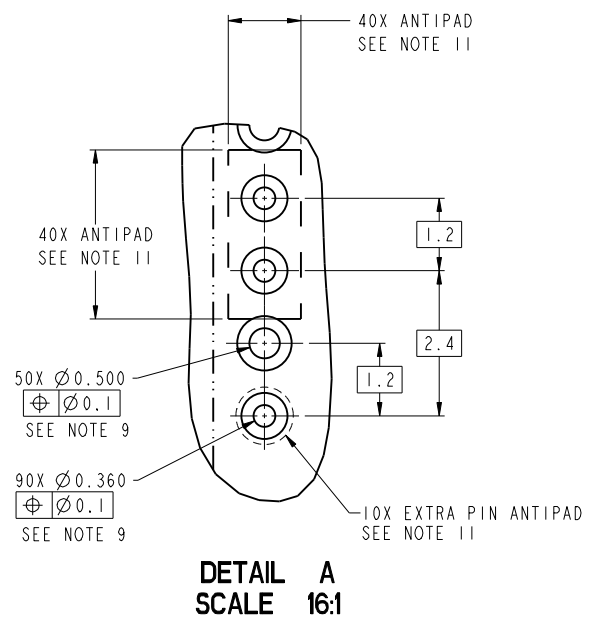 40X ANTIPAD
SEE NOTE 11
40X ANTIPAD
SEE NOTE 11
1.2
2.4
1.2
50X Ø0.500
⌖ Ø0.1
SEE NOTE 9
90X Ø0.360
⌖ Ø0.1
SEE NOTE 9
10X EXTRA PIN ANTIPAD
SEE NOTE 11
DETAIL A
SCALE 16:1